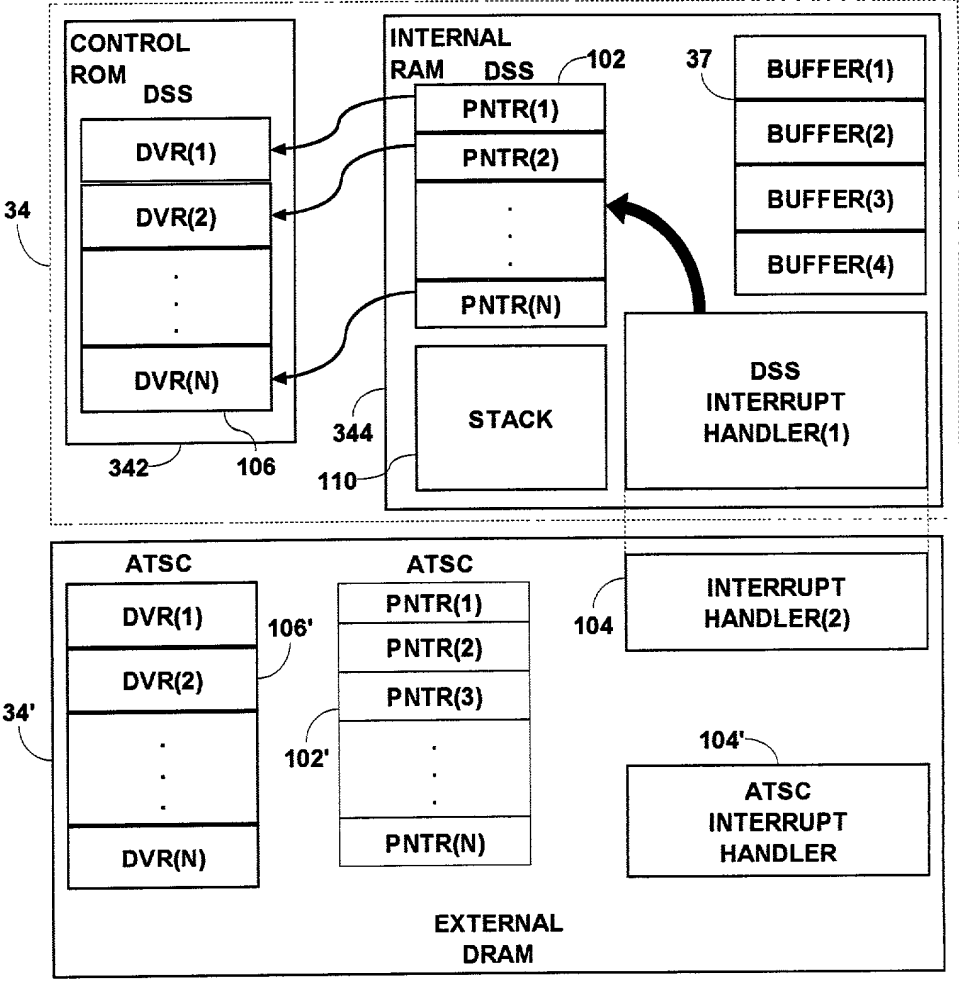 CONTROL
ROM
DSS
DVR(1)
DVR(2)
.
.
.
DVR(N)
34
342
106
INTERNAL
RAM
DSS
102
PNTR(1)
PNTR(2)
.
.
.
PNTR(N)
STACK
344
110
37
BUFFER(1)
BUFFER(2)
BUFFER(3)
BUFFER(4)
DSS
INTERRUPT
HANDLER(1)
ATSC
DVR(1)
DVR(2)
.
.
.
DVR(N)
106'
34'
ATSC
PNTR(1)
PNTR(2)
PNTR(3)
.
.
.
PNTR(N)
102'
104
INTERRUPT
HANDLER(2)
104'
ATSC
INTERRUPT
HANDLER
EXTERNAL
DRAM